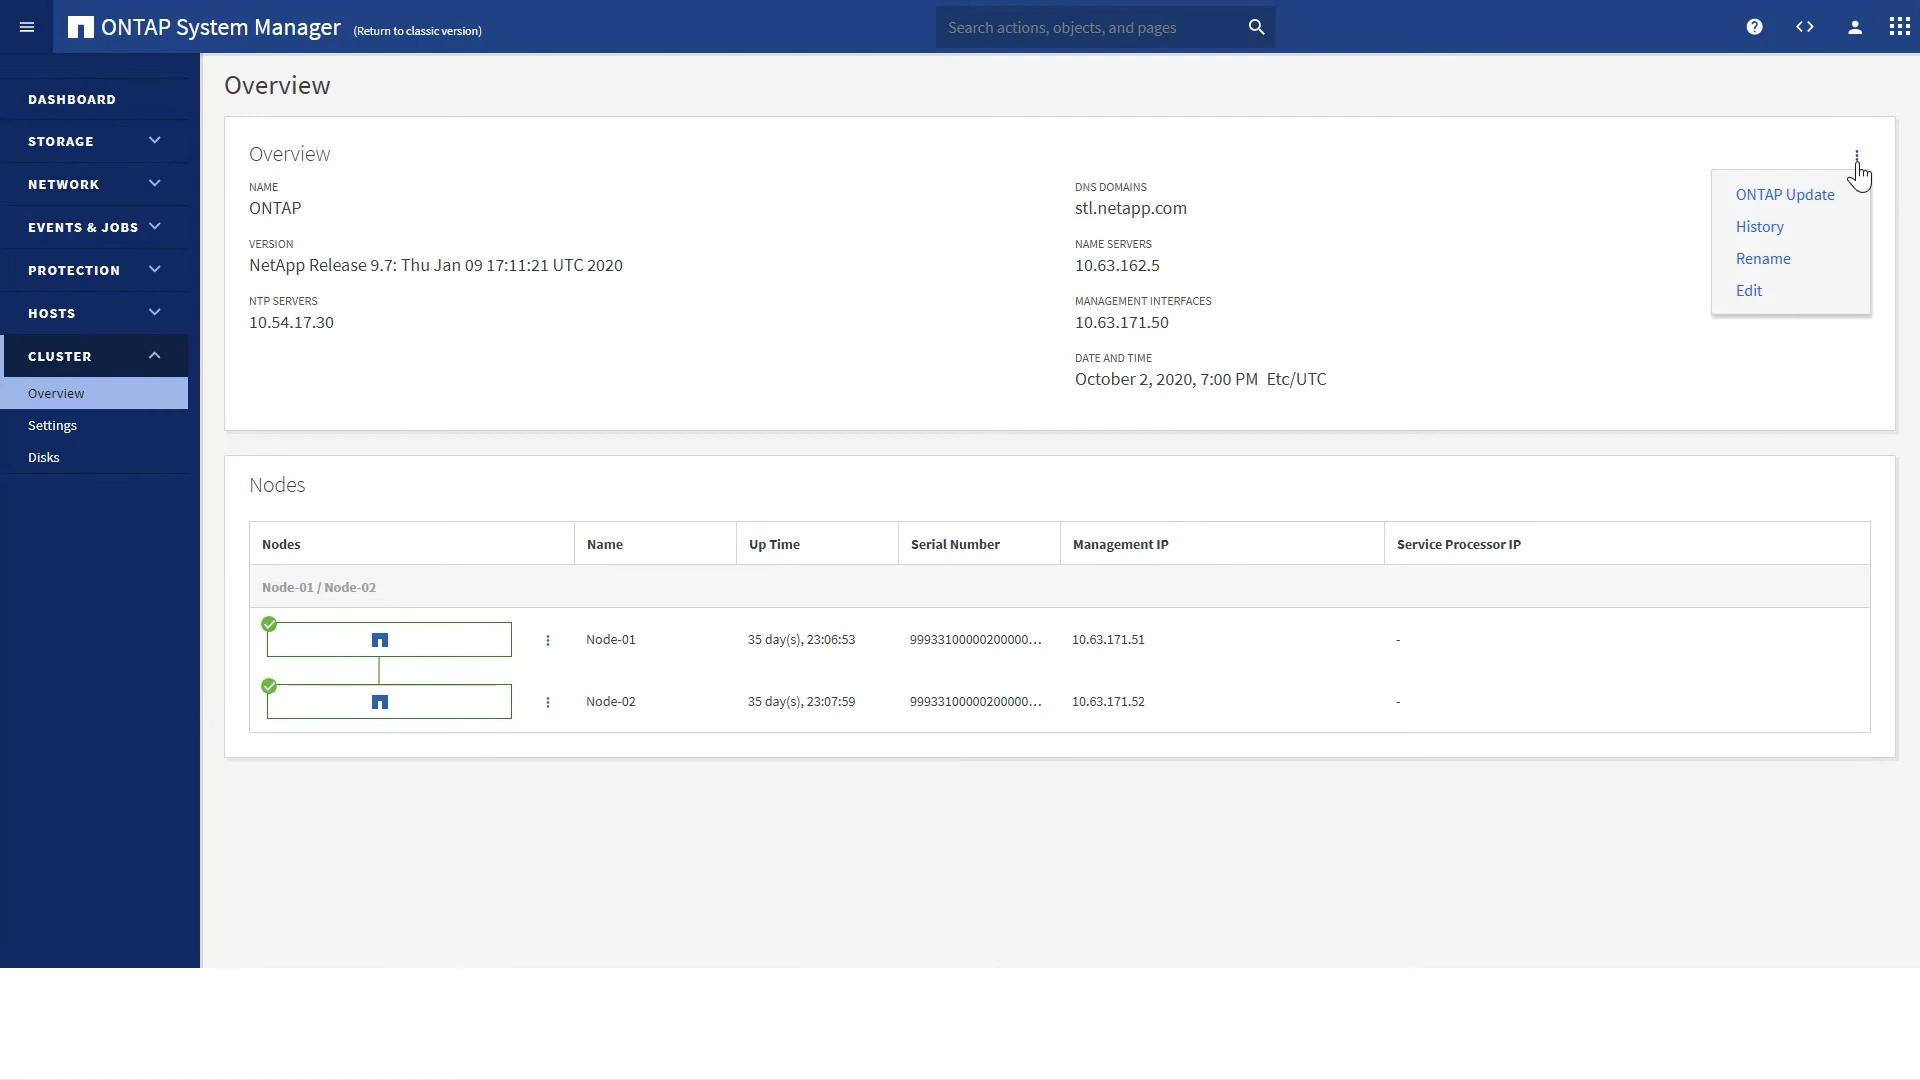 ONTAP System Manager (Return to classic version)
Search actions, objects, and pages
DASHBOARD
STORAGE
NETWORK
EVENTS & JOBS
PROTECTION
HOSTS
CLUSTER
Overview
Settings
Disks
Overview
Overview
NAME
ONTAP
VERSION
NetApp Release 9.7: Thu Jan 09 17:11:21 UTC 2020
NTP SERVERS
10.54.17.30
DNS DOMAINS
stl.netapp.com
NAME SERVERS
10.63.162.5
MANAGEMENT INTERFACES
10.63.171.50
DATE AND TIME
October 2, 2020, 7:00 PM Etc/UTC
ONTAP Update
History
Rename
Edit
Nodes
Nodes Name Up Time Serial Number Management IP Service Processor IP
Node-01 / Node-02
Node-01 35 day(s), 23:06:53 99933100000200000... 10.63.171.51 -
Node-02 35 day(s), 23:07:59 99933100000200000... 10.63.171.52 -